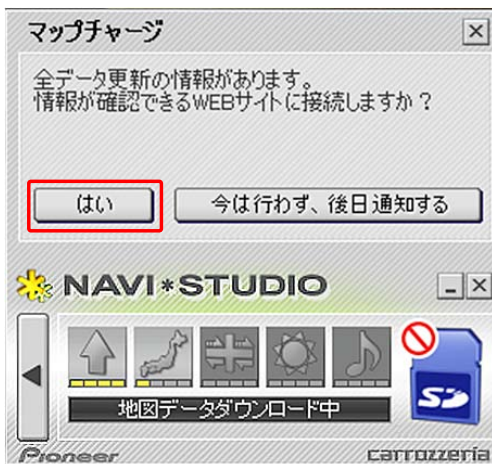 マップチャージ
全データ更新の情報があります。
情報が確認できるWEBサイトに接続しますか?
はい
今は行わず、後日通知する
NAVI*STUDIO
地図データダウンロード中
SD
Pioneer
carrozzeria